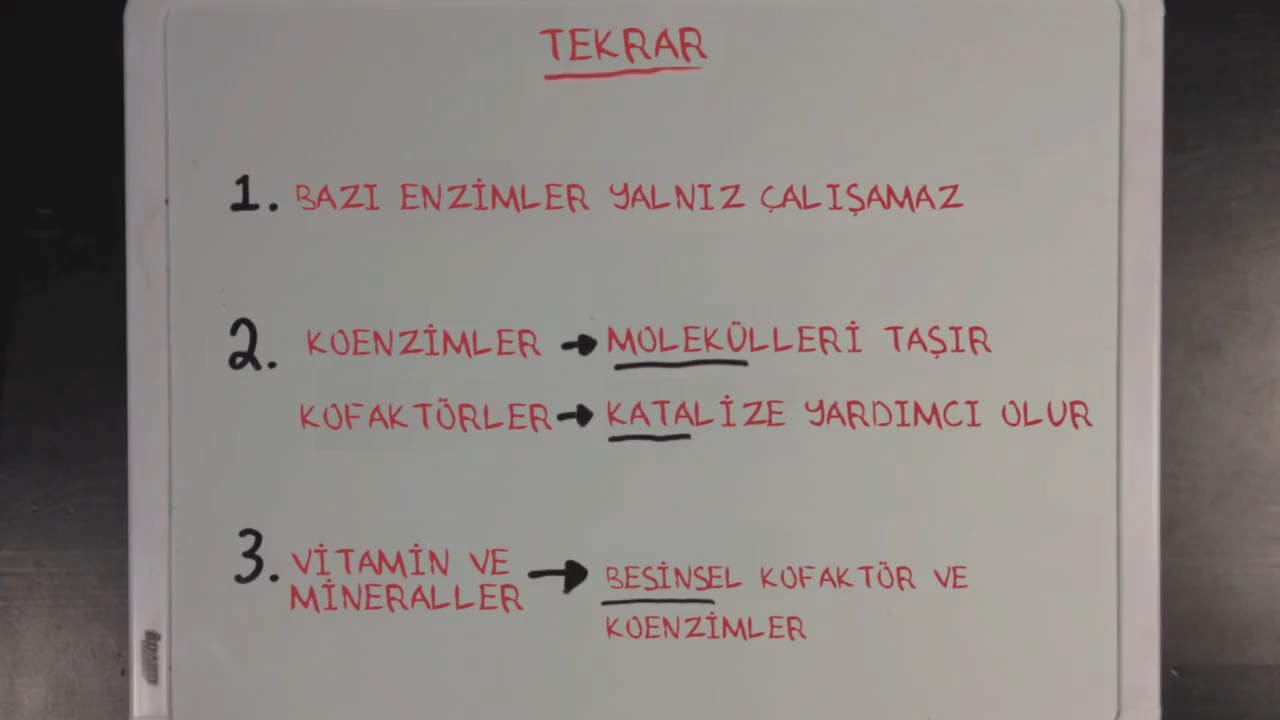 TEKRAR
1. BAZI ENZİMLER YALNIZ ÇALIŞAMAZ
2. KOENZİMLER → MOLEKÜLLERİ TAŞIR
KOFAKTÖRLER → KATALİZE YARDIMCI OLUR
3. VİTAMİN VE
MİNERALLER → BESİNSEL KOFAKTÖR VE
KOENZİMLER